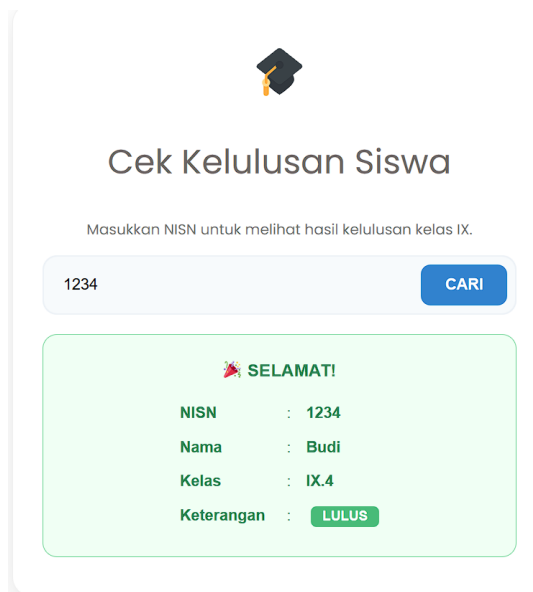 Cek Kelulusan Siswa
Masukkan NISN untuk melihat hasil kelulusan kelas IX.
1234 CARI
SELAMAT!
NISN : 1234
Nama : Budi
Kelas : IX.4
Keterangan : LULUS